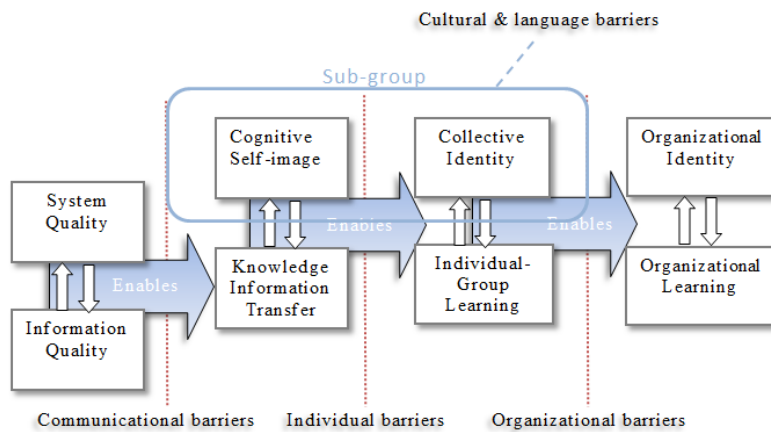 Cultural & language barriers
Sub-group
Cognitive
Self-image
Collective
Identity
Organizational
Identity
System
Quality
Enables
Enables
Enables
Knowledge
Information
Transfer
Individual-
Group
Learning
Organizational
Learning
Information
Quality
Communicational barriers
Individual barriers
Organizational barriers